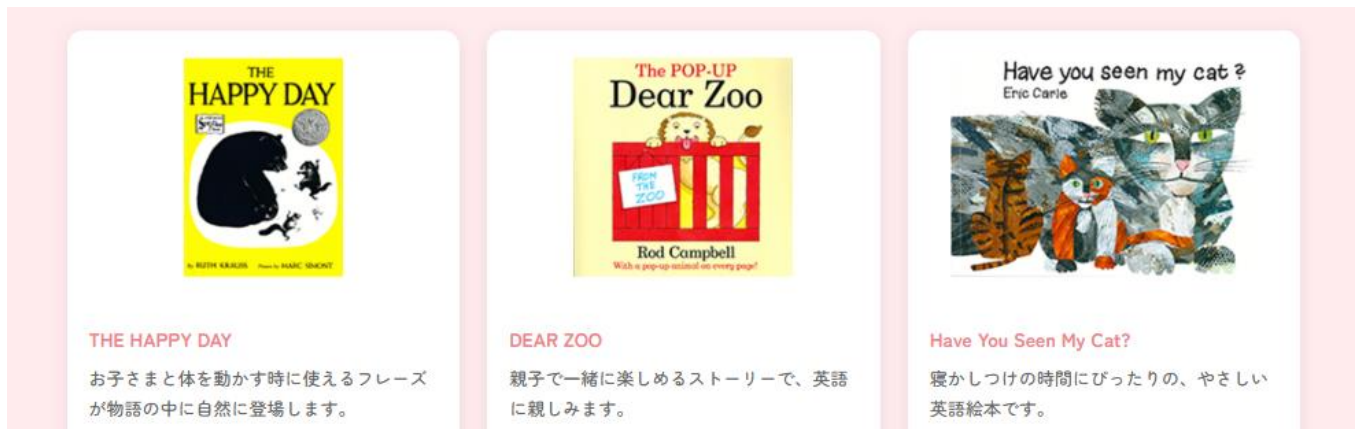 THE
HAPPY DAY
By RUTH KRAUSS Pictures by MARC SIMONT
THE HAPPY DAY
お子さまと体を動かす時に使えるフレーズ
が物語の中に自然に登場します。
The POP-UP
Dear Zoo
FROM
THE
ZOO
Rod Campbell
With a pop-up animal on every page!
DEAR ZOO
親子で一緒に楽しめるストーリーで、英語
に親しみます。
Have you seen my cat?
Eric Carle
Have You Seen My Cat?
寝かしつけの時間にぴったりの、やさしい
英語絵本です。